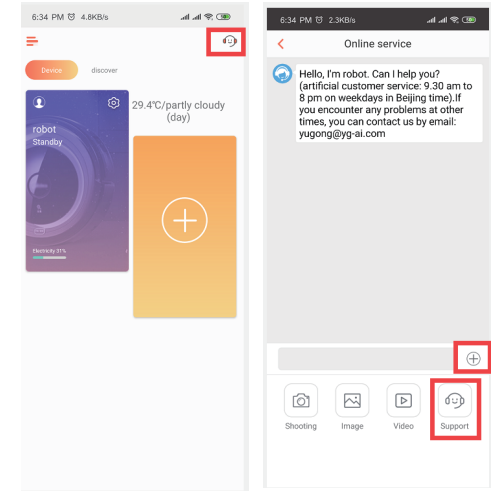 6:34 PM 4.8KB/s
Device
discover
robot
Standby
Electricity 31%
29.4℃/partly cloudy
(day)
6:34 PM 2.3KB/s
Online service
Hello, I'm robot. Can I help you?
(artificial customer service: 9.30 am to
8 pm on weekdays in Beijing time).If
you encounter any problems at other
times, you can contact us by email:
yugong@yg-ai.com
Shooting
Image
Video
Support